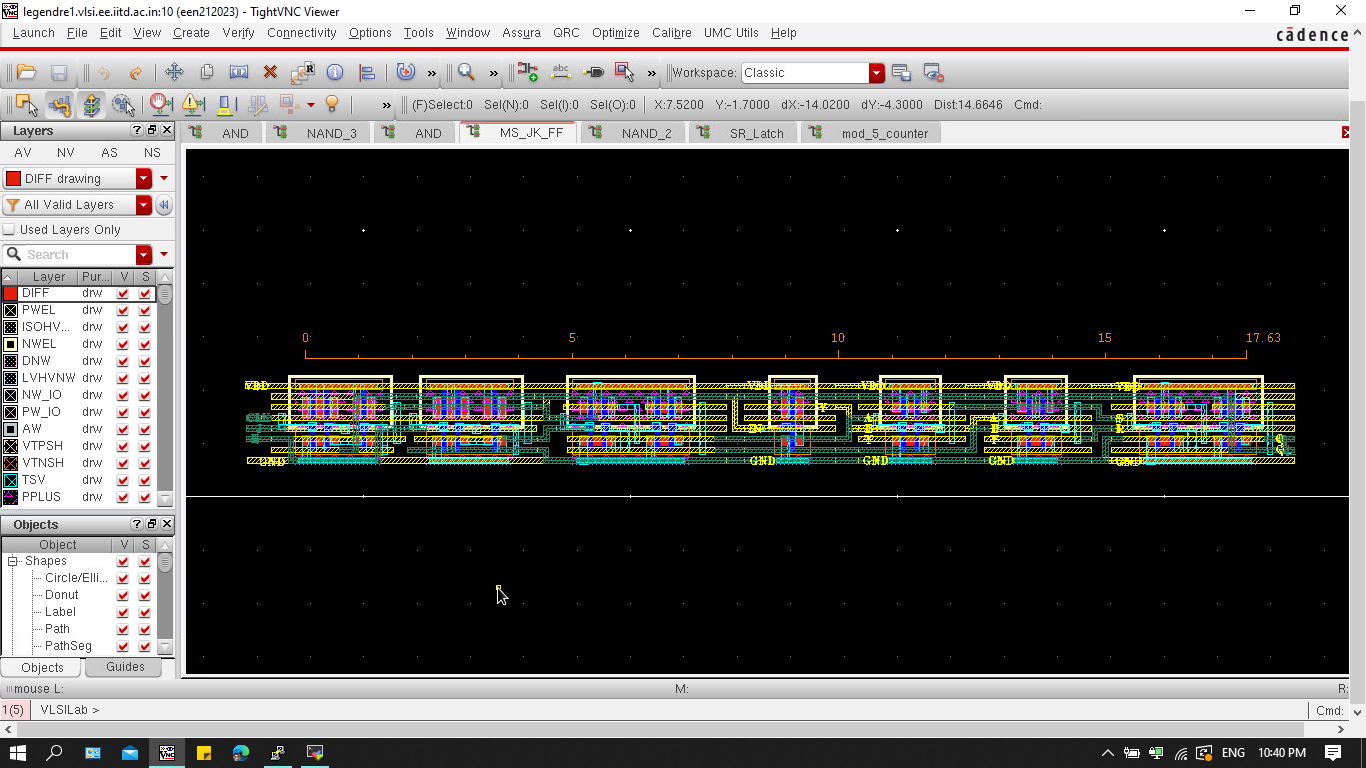 legendre1.vlsi.ee.iitd.ac.in:10 (een212023) - TightVNC Viewer
Launch File Edit View Create Verify Connectivity Options Tools Window Assura QRC Optimize Calibre UMC Utils Help
cādence
Workspace: Classic
(F)Select:0 Sel(N):0 Sel(I):0 Sel(O):0 X:7.5200 Y:-1.7000 dX:-14.0200 dY:-4.3000 Dist:14.6646 Cmd:
Layers
AND NAND_3 AND MS_JK_FF NAND_2 SR_Latch mod_5_counter
AV NV AS NS
DIFF drawing
All Valid Layers
Used Layers Only
Search
Layer Pur... V S
DIFF drw
PWEL drw
ISOHV... drw
NWEL drw
DNW drw
LVHVNW drw
NW_IO drw
PW_IO drw
AW drw
VTPSH drw
VTNSH drw
TSV drw
PPLUS drw
0 5 10 15 17.63
VDD
GND GND GND GND GND
Objects
Object V S
Shapes
Circle/Elli...
Donut
Label
Path
PathSeg
Objects Guides
mouse L: M: R:
1(5) VLSILab > Cmd:
ENG 10:40 PM